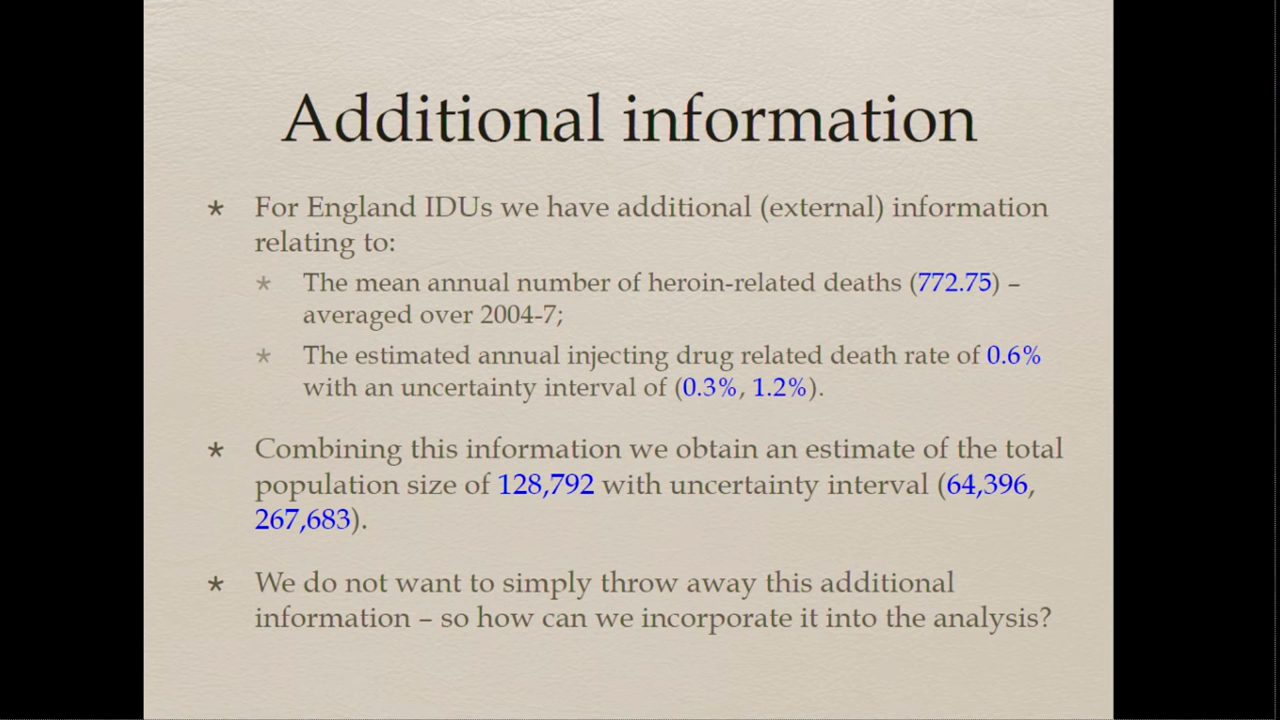 Additional information
* For England IDUs we have additional (external) information
relating to:
* The mean annual number of heroin-related deaths (772.75) –
averaged over 2004-7;
* The estimated annual injecting drug related death rate of 0.6%
with an uncertainty interval of (0.3%, 1.2%).
* Combining this information we obtain an estimate of the total
population size of 128,792 with uncertainty interval (64,396,
267,683).
* We do not want to simply throw away this additional
information – so how can we incorporate it into the analysis?